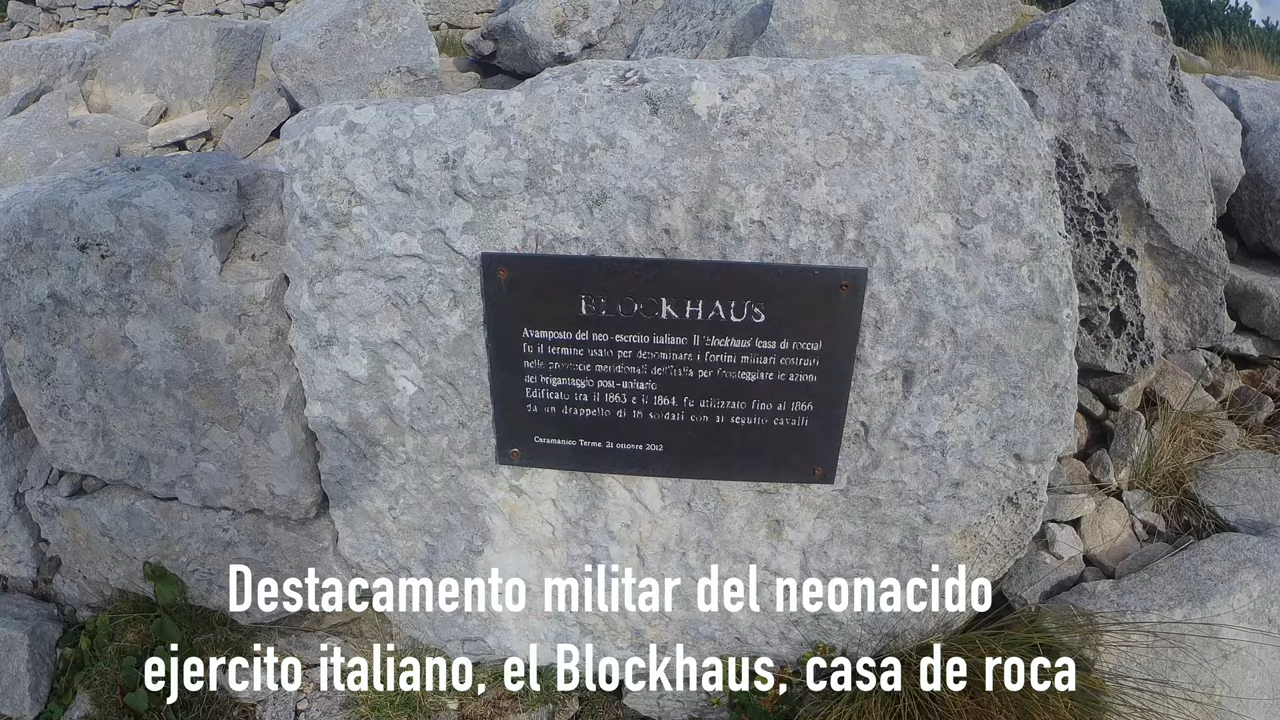 BLOCKHAUS
Avamposto del neo-esercito italiano Il 'blockhaus' (casa di roccia)
fu il termine usato per denominare i fortini militari costruiti
nelle provincie meridionali dell'Italia per fronteggiare le azioni
del brigantaggio post-unitario
Edificato tra il 1863 e il 1864, fu utilizzato fino al 1866
da un drappello di 18 soldati con al seguito cavalli
Caramanico Terme, 21 ottobre 2012
Destacamento militar del neonacido
ejercito italiano, el Blockhaus, casa de roca